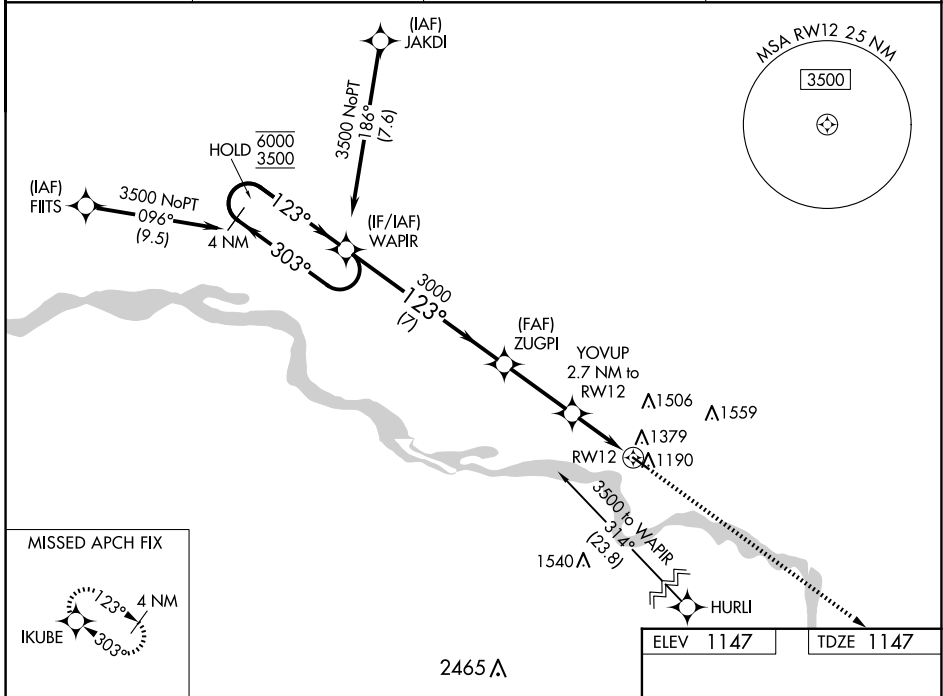 (IAF)
JAKDI
MSA RW12 25 NM
3500
3500 NoPT
186°
(7.6)
HOLD
6000
3500
(IAF)
FIITS
3500 NoPT
096°
(9.5)
4 NM
123°
303°
(IF/IAF)
WAPIR
3000
123°
(7)
(FAF)
ZUGPI
YOVUP
2.7 NM to
RW12
1506
1559
1379
RW12
1190
3500 to WAPIR
314°
(23.8)
1540
HURLI
MISSED APCH FIX
123°
4 NM
IKUBE
303°
2465
ELEV 1147
TDZE 1147